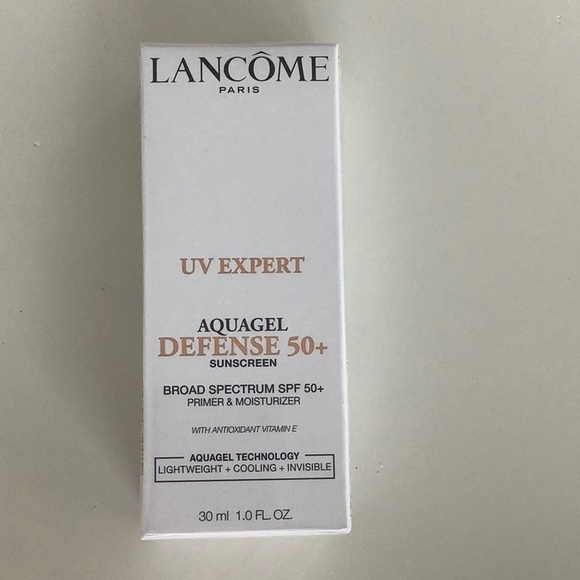 LANCÔME
PARIS
UV EXPERT
AQUAGEL
DEFENSE 50+
SUNSCREEN
BROAD SPECTRUM SPF 50+
PRIMER & MOISTURIZER
WITH ANTIOXIDANT VITAMIN E
AQUAGEL TECHNOLOGY
LIGHTWEIGHT + COOLING + INVISIBLE
30 ml 1.0 FL. OZ.